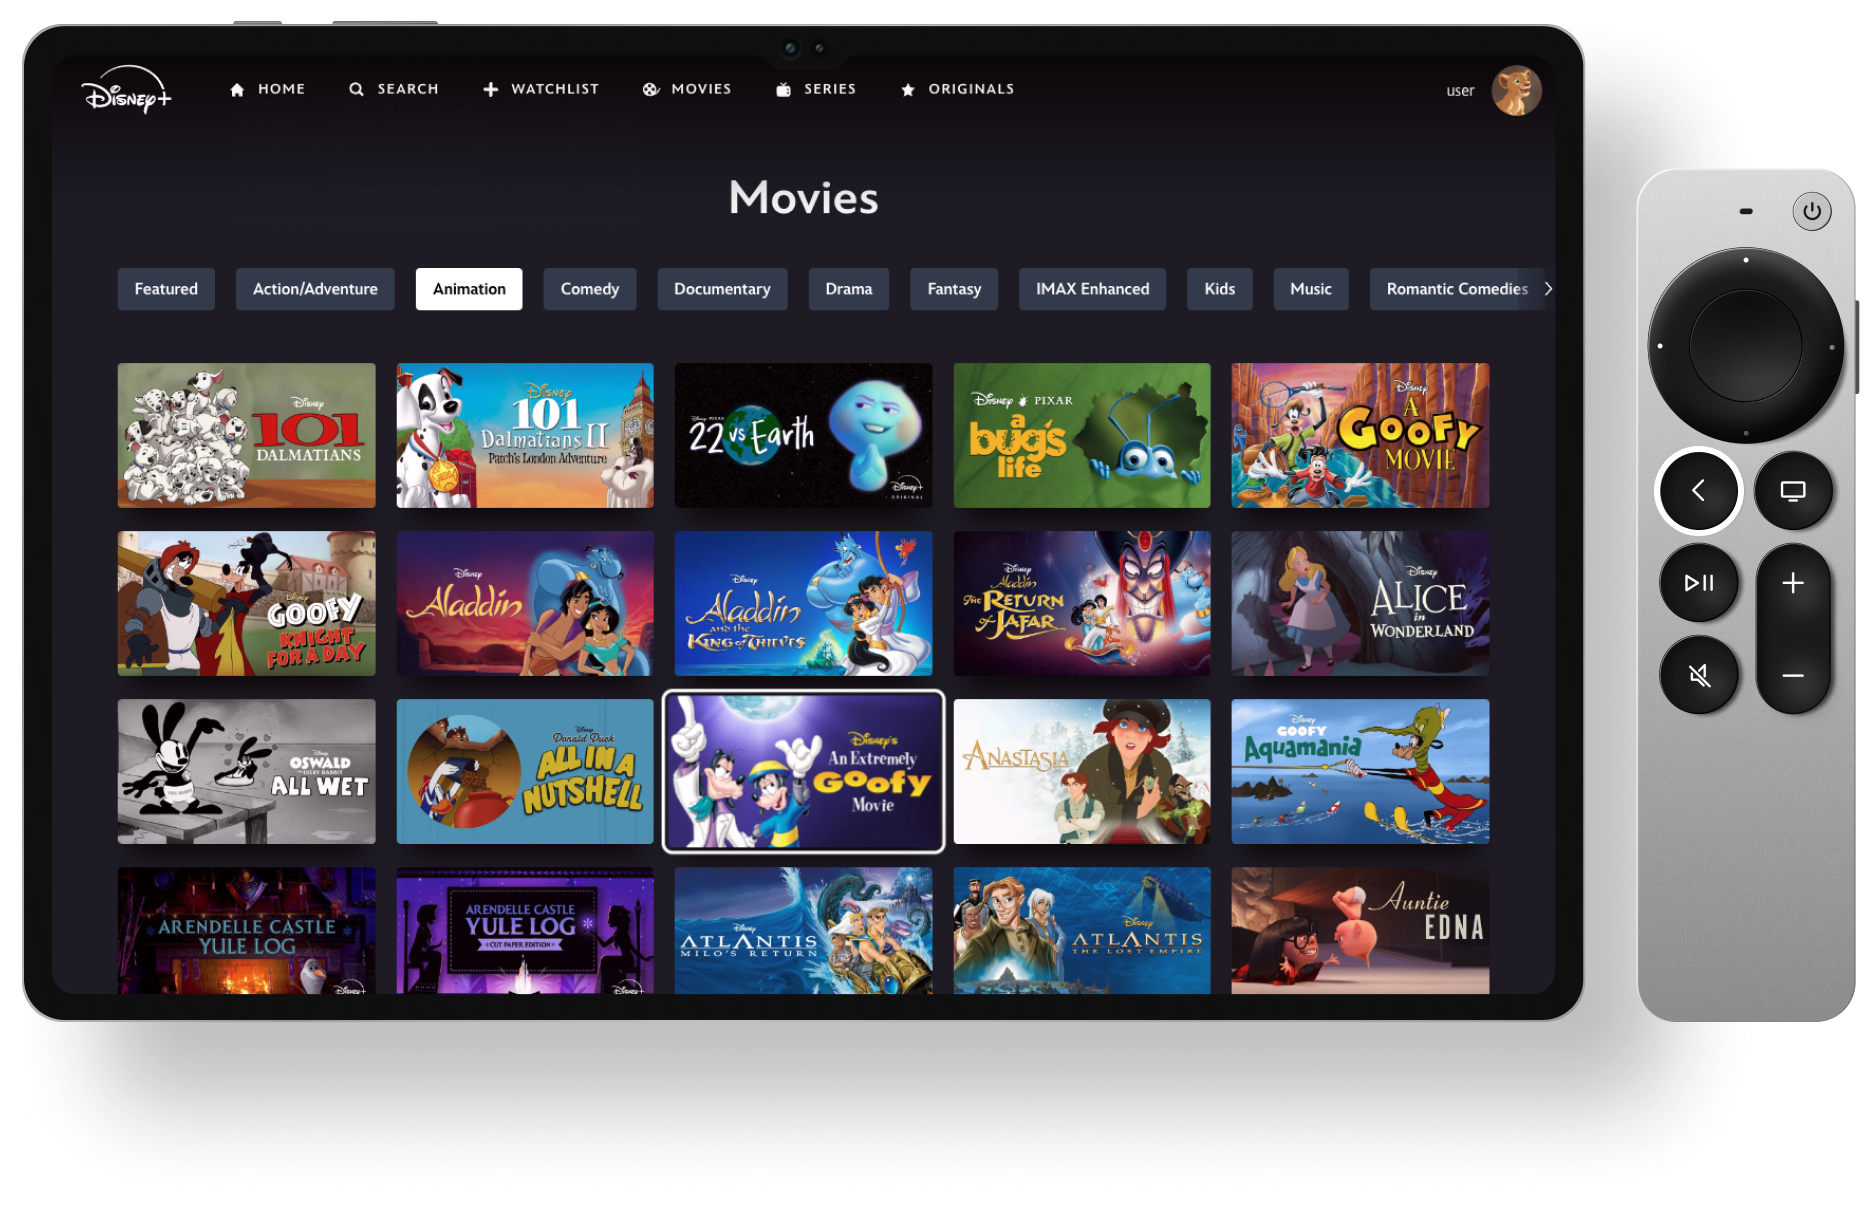 Disney+
HOME
SEARCH
WATCHLIST
MOVIES
SERIES
ORIGINALS
user
Movies
Featured
Action/Adventure
Animation
Comedy
Documentary
Drama
Fantasy
IMAX Enhanced
Kids
Music
Romantic Comedies
Disney
101
DALMATIANS
Disney
101
Dalmatians II
Patch's London Adventure
Disney PIXAR
22 vs Earth
Disney+
ORIGINAL
Disney PIXAR
a
bug's
life
Disney
A
GOOFY
MOVIE
Disney
GOOFY
KNIGHT
FOR A DAY
Disney
Aladdin
Disney
Aladdin
and the
KING of THIEVES
Disney
Aladdin
THE RETURN
OF JAFAR
Disney
ALICE
in
WONDERLAND
Disney
OSWALD
THE LUCKY RABBIT
ALL WET
Disney
Donald Duck
ALL IN A
NUTSHELL
Disney's
An Extremely
Goofy
Movie
ANASTASIA
Disney
GOOFY
Aquamania
ARENDELLE CASTLE
YULE LOG
Disney+
ARENDELLE CASTLE
YULE LOG
CUT PAPER EDITION
Disney+
Disney
ATLANTIS
MILO'S RETURN
Disney
ATLANTIS
THE LOST EMPIRE
Auntie
EDNA